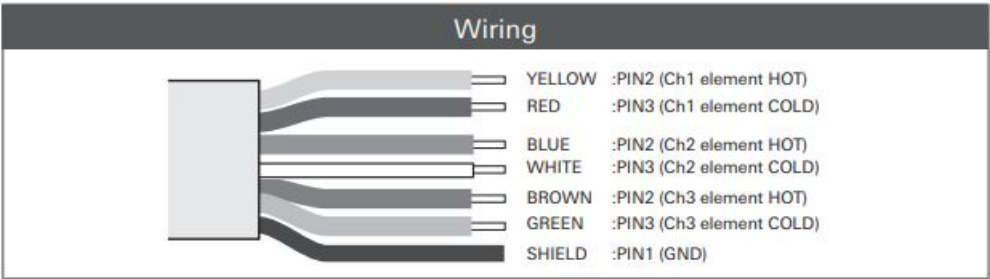 Wiring
YELLOW :PIN2 (Ch1 element HOT)
RED :PIN3 (Ch1 element COLD)
BLUE :PIN2 (Ch2 element HOT)
WHITE :PIN3 (Ch2 element COLD)
BROWN :PIN2 (Ch3 element HOT)
GREEN :PIN3 (Ch3 element COLD)
SHIELD :PIN1 (GND)